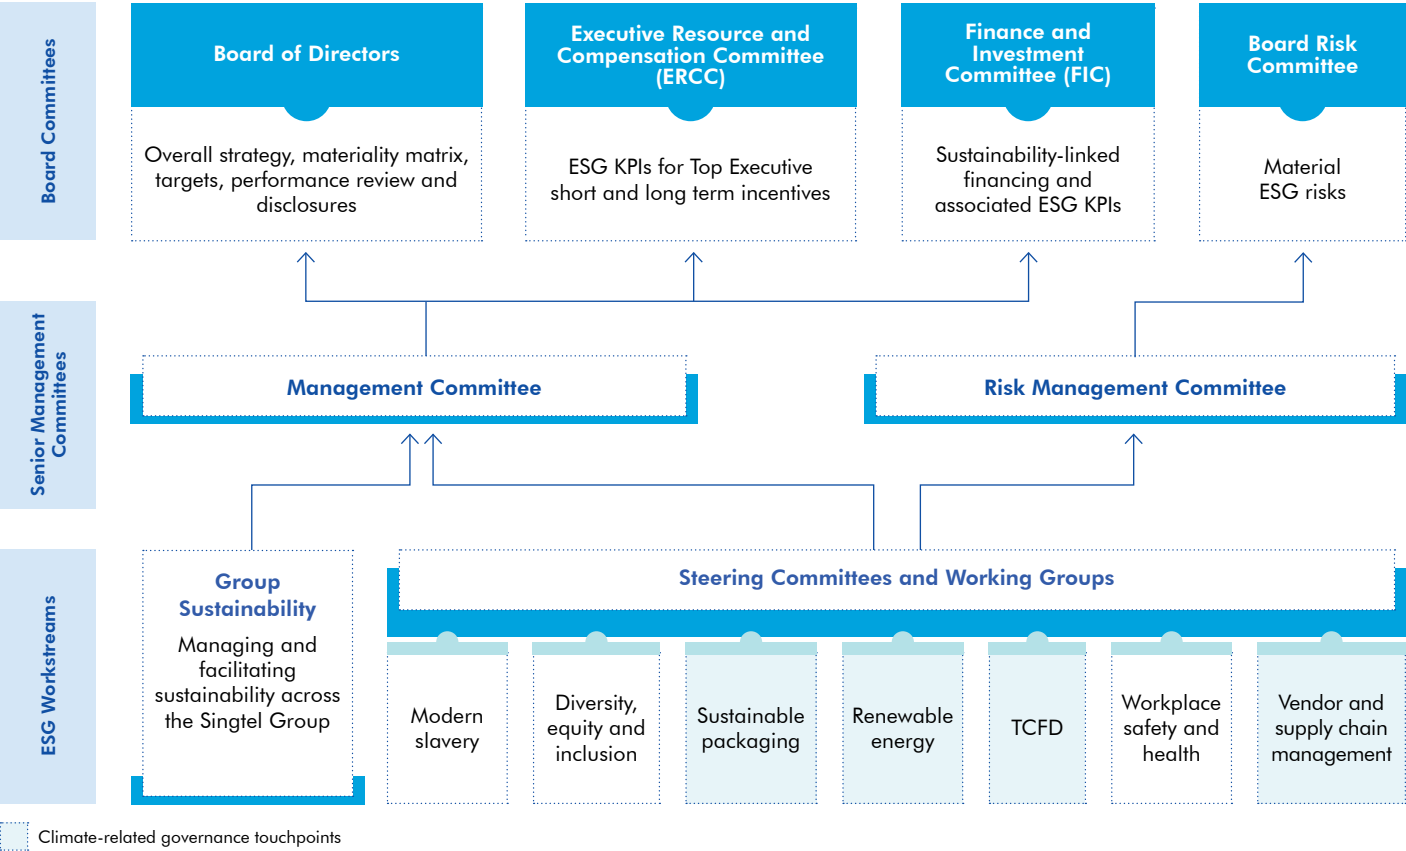 Board Committees
Board of Directors
Overall strategy, materiality matrix,
targets, performance review and
disclosures
Executive Resource and
Compensation Committee
(ERCC)
ESG KPIs for Top Executive
short and long term incentives
Finance and
Investment
Committee (FIC)
Sustainability-linked
financing and
associated ESG KPIs
Board Risk
Committee
Material
ESG risks
Senior Management
Committees
Management Committee
Risk Management Committee
ESG Workstreams
Group
Sustainability
Managing and
facilitating
sustainability across
the Singtel Group
Steering Committees and Working Groups
Modern
slavery
Diversity,
equity and
inclusion
Sustainable
packaging
Renewable
energy
TCFD
Workplace
safety and
health
Vendor and
supply chain
management
Climate-related governance touchpoints